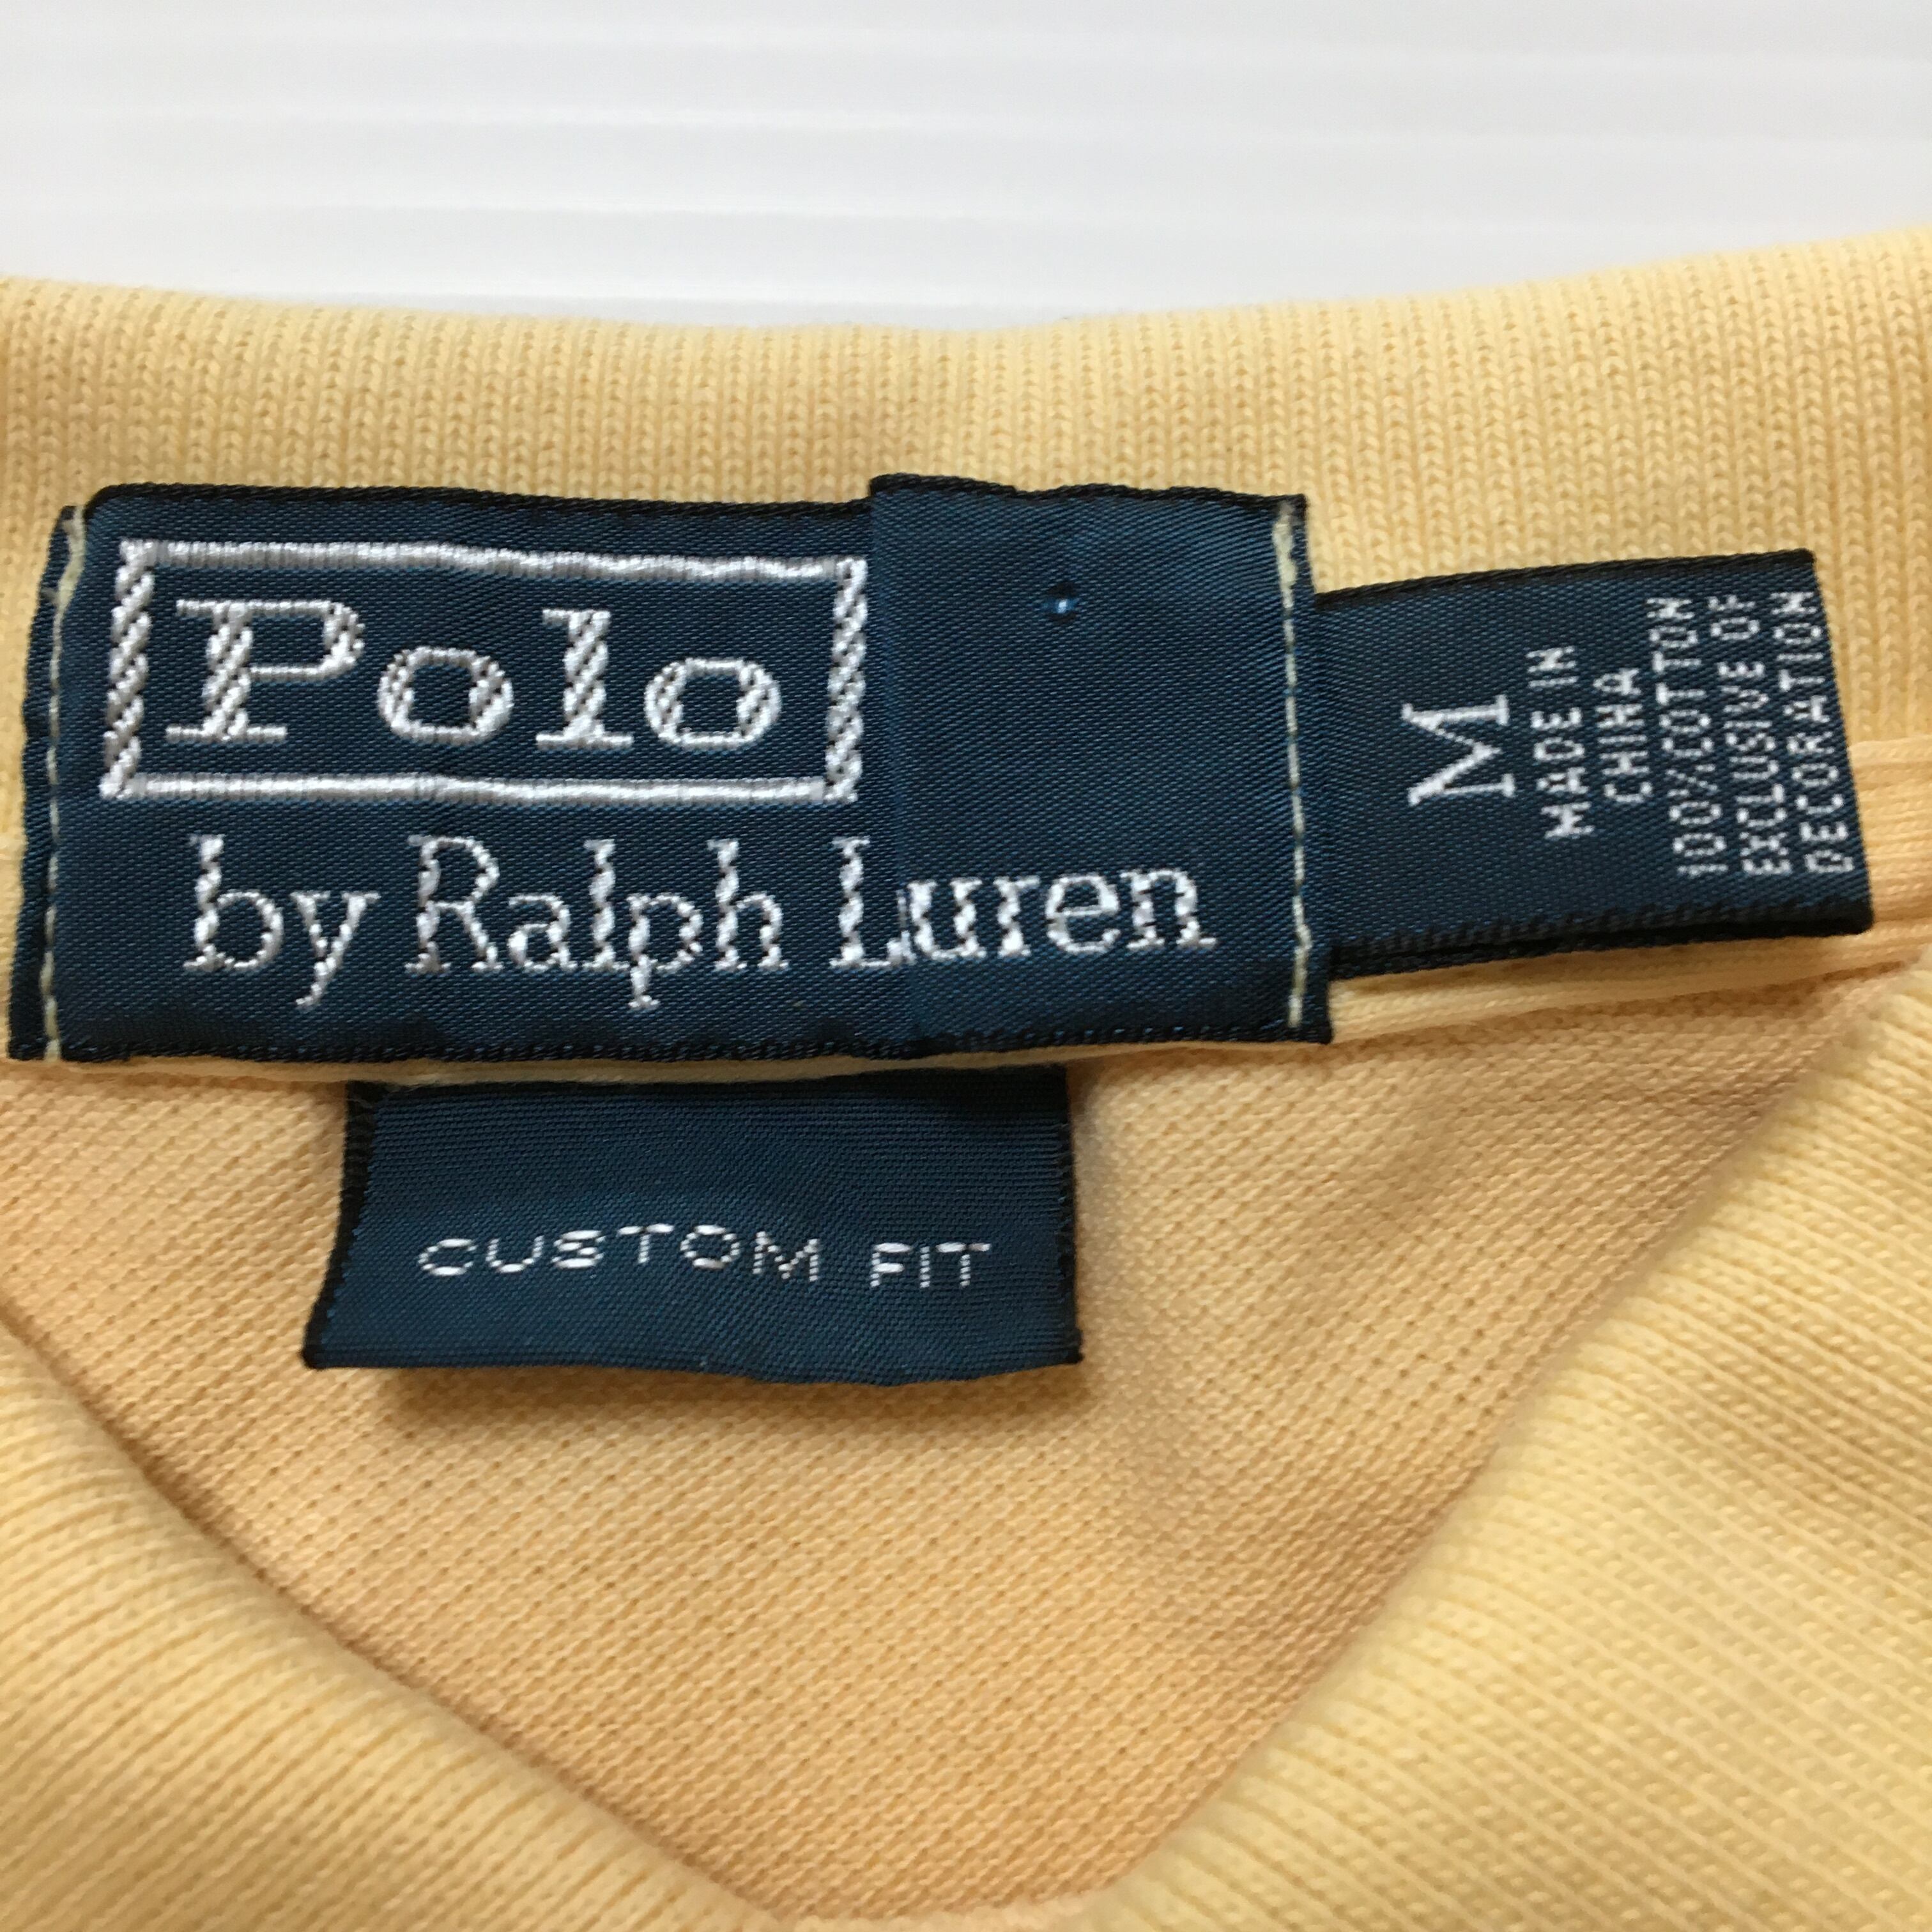 Polo
by Ralph Luren
M
MADE IN
CHINA
100%COTTON
EXCLUSIVE OF
DECORATION
CUSTOM FIT